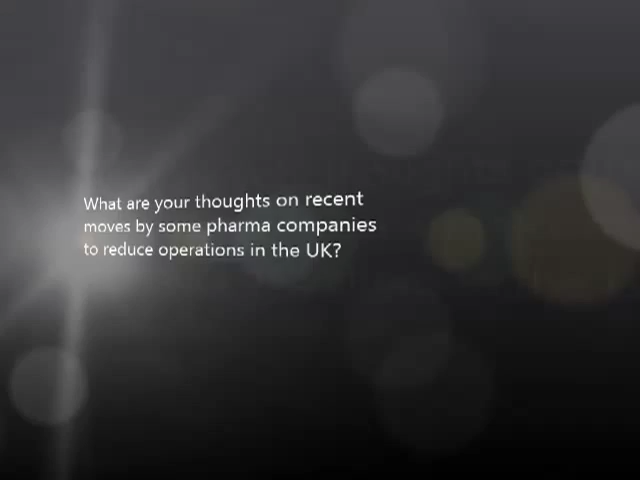 What are your thoughts on recent
moves by some pharma companies
to reduce operations in the UK?